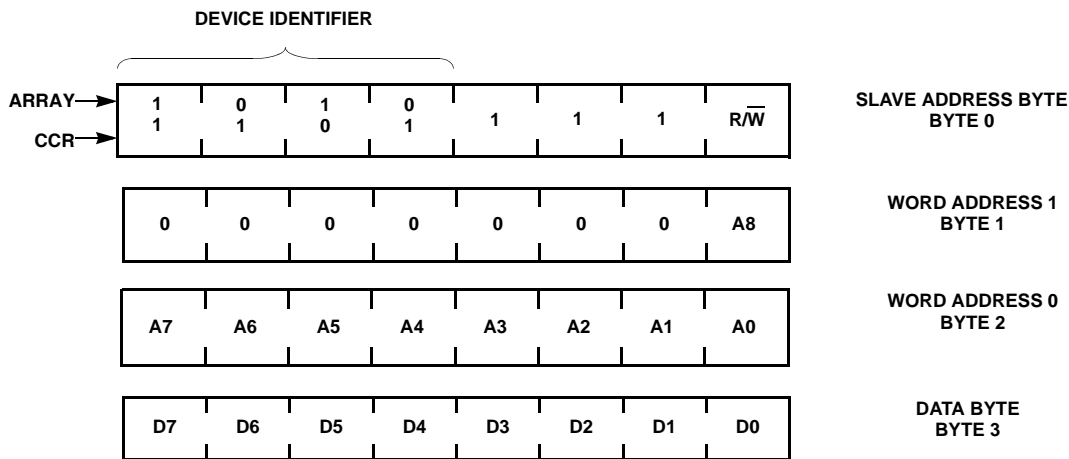 DEVICE IDENTIFIER
ARRAY 1 0 1 0
CCR 1 1 0 1 1 1 1 R/W̅
SLAVE ADDRESS BYTE
BYTE 0
0 0 0 0 0 0 0 A8
WORD ADDRESS 1
BYTE 1
A7 A6 A5 A4 A3 A2 A1 A0
WORD ADDRESS 0
BYTE 2
D7 D6 D5 D4 D3 D2 D1 D0
DATA BYTE
BYTE 3